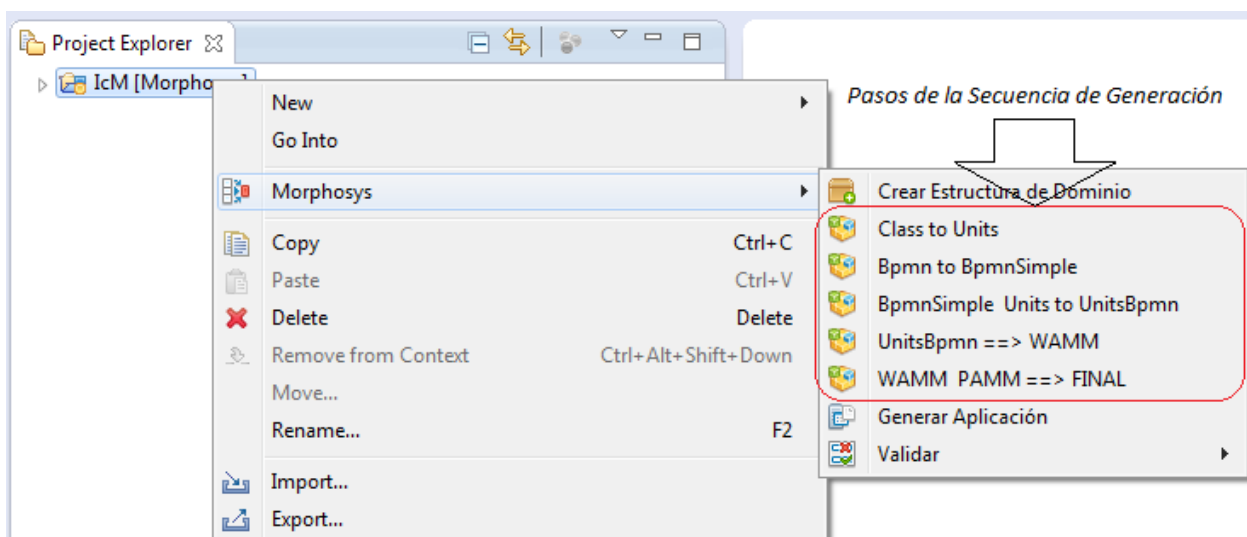 Project Explorer
IcM [Morpho
New
Go Into
Morphosys
Copy Ctrl+C
Paste Ctrl+V
Delete Delete
Remove from Context Ctrl+Alt+Shift+Down
Move...
Rename... F2
Import...
Export...
Pasos de la Secuencia de Generación
Crear Estructura de Dominio
Class to Units
Bpmn to BpmnSimple
BpmnSimple Units to UnitsBpmn
UnitsBpmn ==> WAMM
WAMM PAMM ==> FINAL
Generar Aplicación
Validar